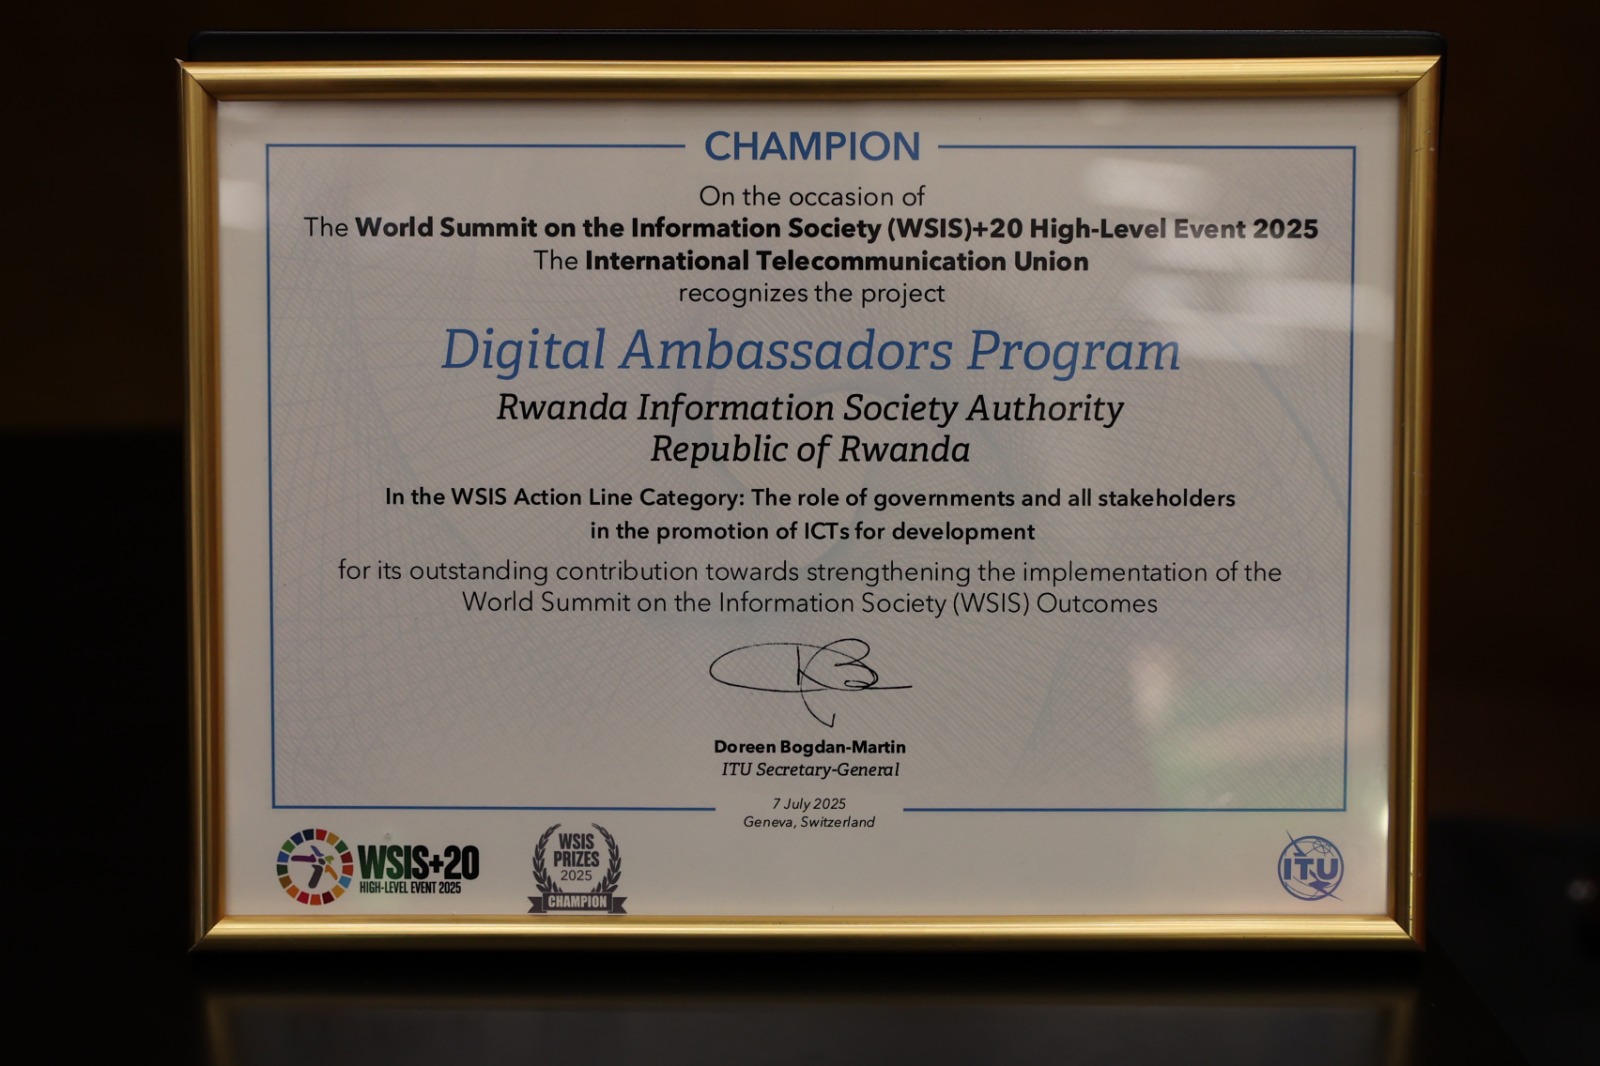 CHAMPION
On the occasion of
The World Summit on the Information Society (WSIS)+20 High-Level Event 2025
The International Telecommunication Union
recognizes the project
Digital Ambassadors Program
Rwanda Information Society Authority
Republic of Rwanda
In the WSIS Action Line Category: The role of governments and all stakeholders
in the promotion of ICTs for development
for its outstanding contribution towards strengthening the implementation of the
World Summit on the Information Society (WSIS) Outcomes
Doreen Bogdan-Martin
ITU Secretary-General
7 July 2025
Geneva, Switzerland
WSIS+20
HIGH-LEVEL EVENT 2025
WSIS
PRIZES
2025
CHAMPION
ITU